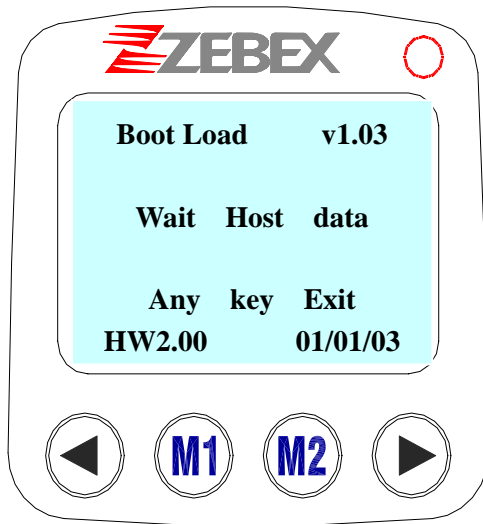 ZEBEX
Boot Load v1.03
Wait Host data
Any key Exit
HW2.00 01/01/03
M1 M2